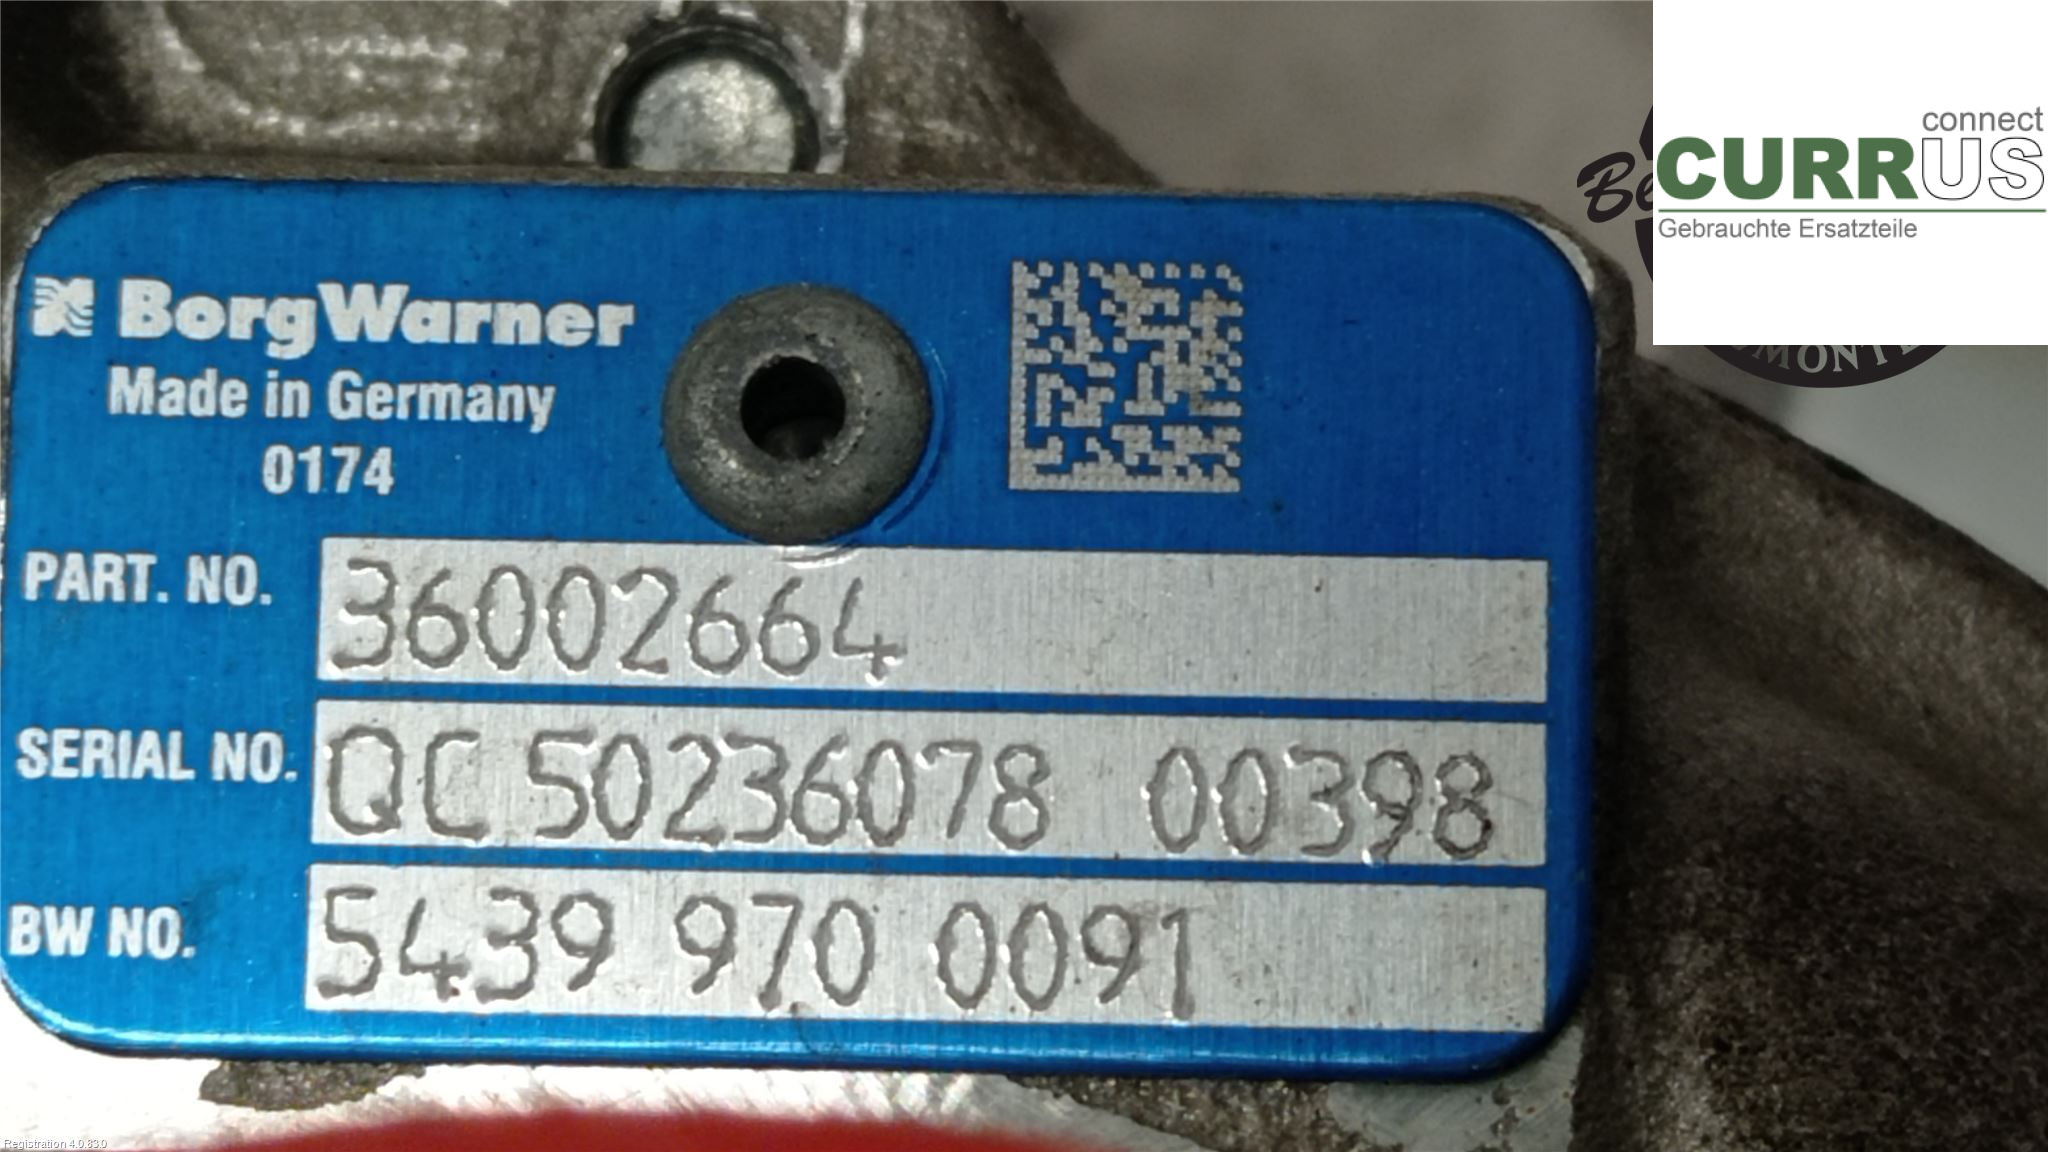 connect
CURRUS
Gebrauchte Ersatzteile
BorgWarner
Made in Germany
0174
PART. NO. 36002664
SERIAL NO. QC 50236078 00398
BW NO. 5439 970 0091
Registration 4.0.83.0